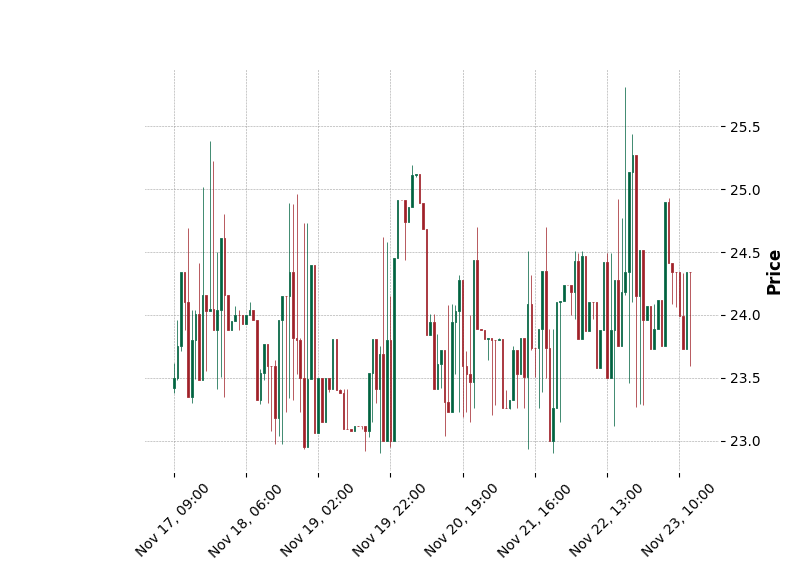 25.5
25.0
24.5
24.0
23.5
23.0
Price
Nov 17, 09:00
Nov 18, 06:00
Nov 19, 02:00
Nov 19, 22:00
Nov 20, 19:00
Nov 21, 16:00
Nov 22, 13:00
Nov 23, 10:00